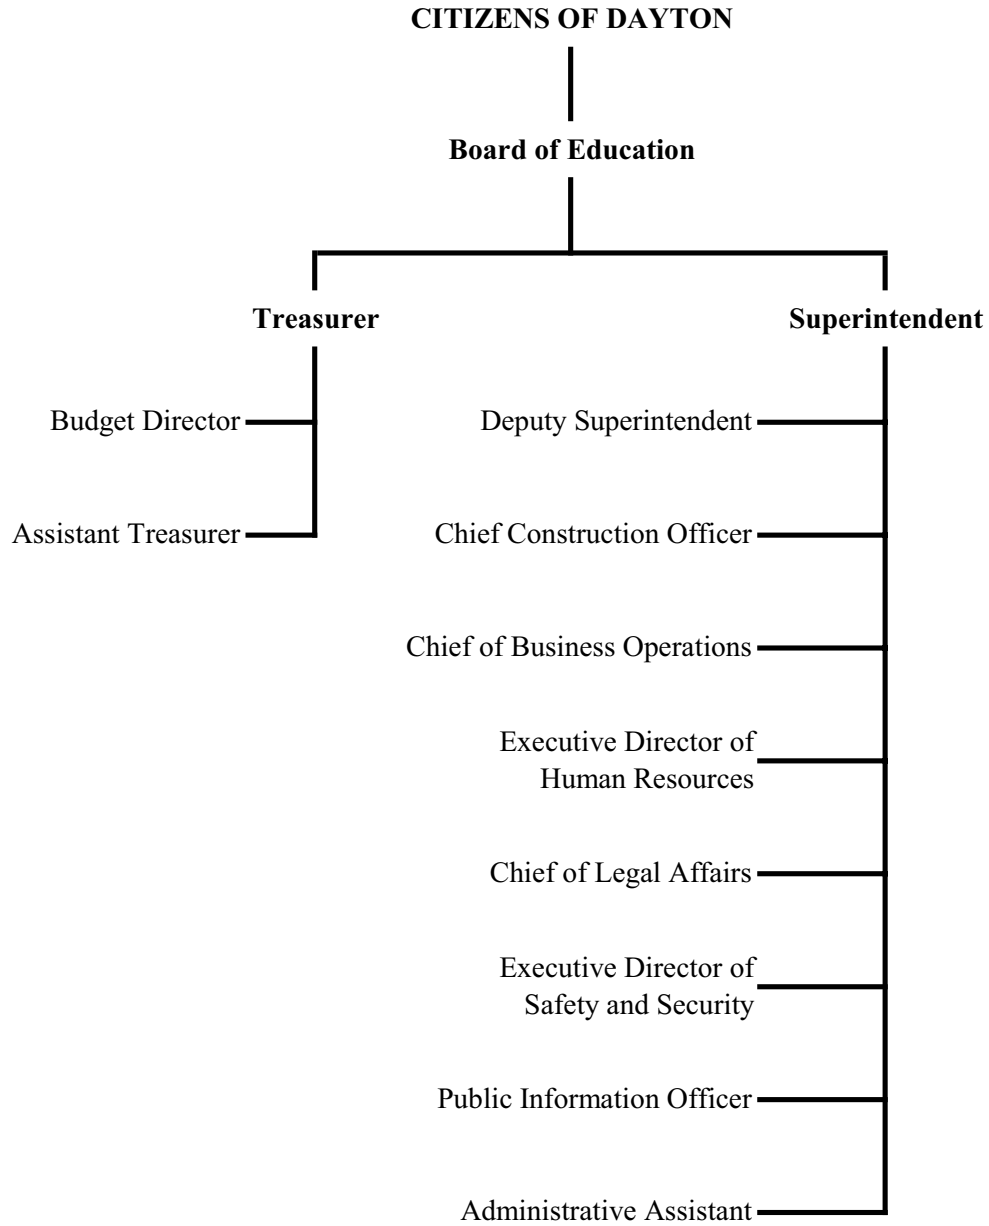 CITIZENS OF DAYTON
Board of Education
Treasurer
Superintendent
Budget Director
Deputy Superintendent
Assistant Treasurer
Chief Construction Officer
Chief of Business Operations
Executive Director of
Human Resources
Chief of Legal Affairs
Executive Director of
Safety and Security
Public Information Officer
Administrative Assistant